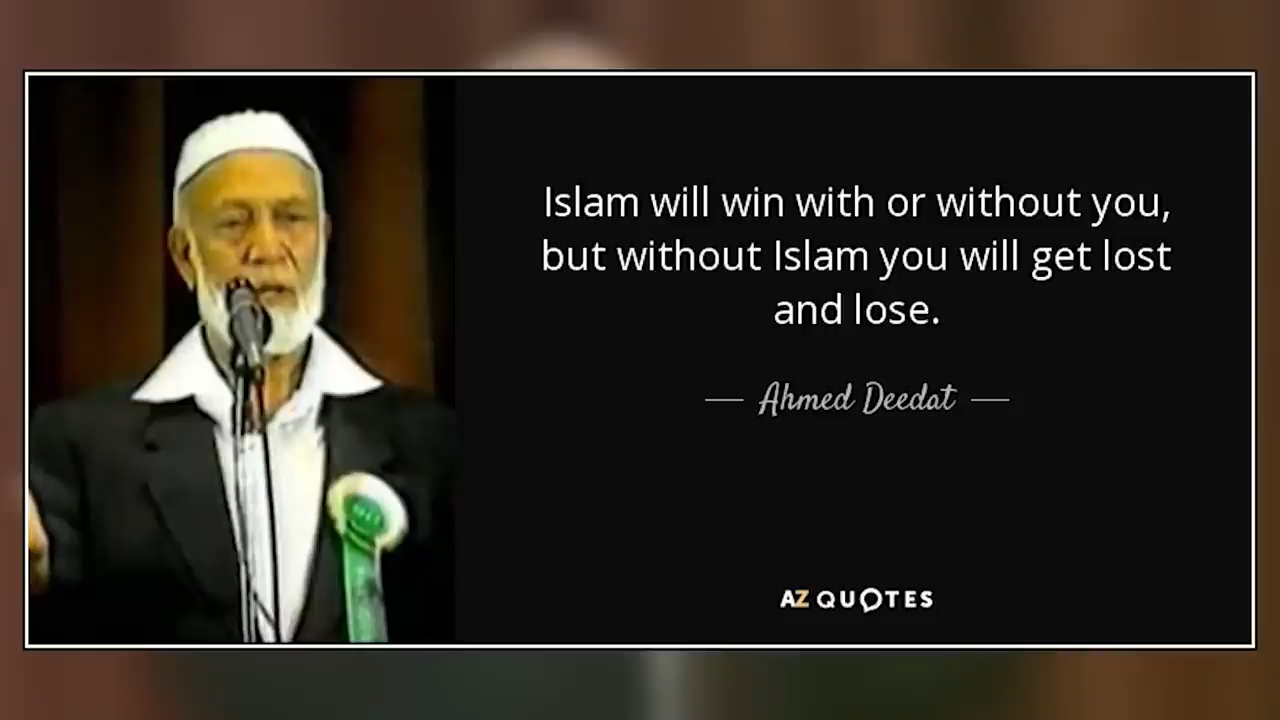 Islam will win with or without you,
but without Islam you will get lost
and lose.
Ahmed Deedat
AZ QUOTES